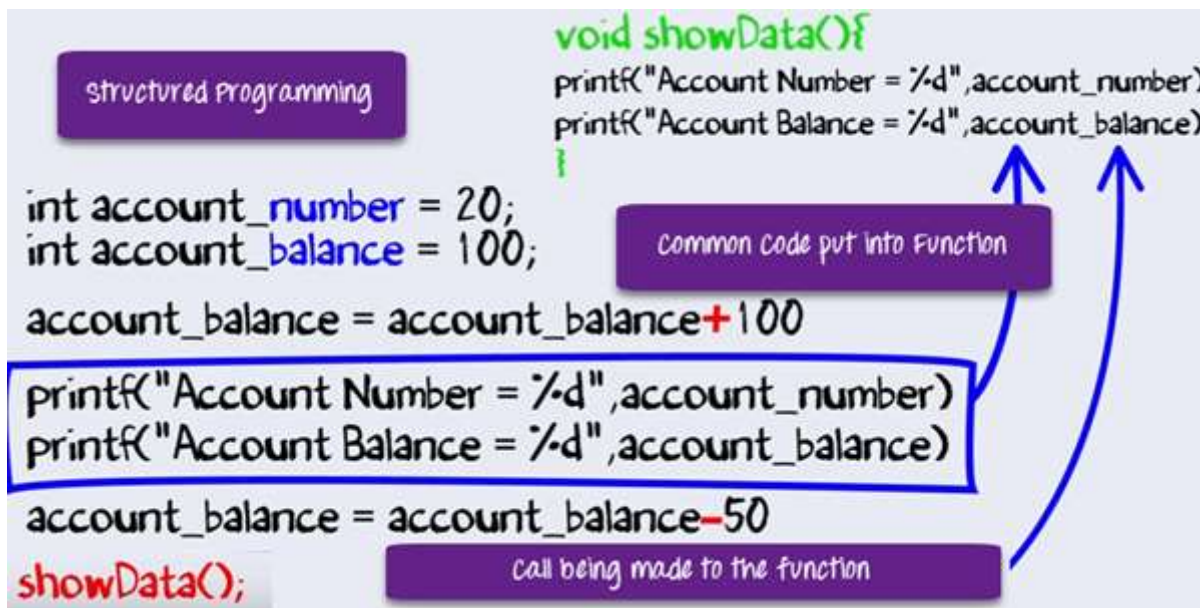 Structured Programming
void showData(){
printf("Account Number = %d",account_number)
printf("Account Balance = %d",account_balance)
}
int account_number = 20;
int account_balance = 100;
Common Code put into Function
account_balance = account_balance+100
printf("Account Number = %d",account_number)
printf("Account Balance = %d",account_balance)
account_balance = account_balance-50
showData();
Call being made to the function